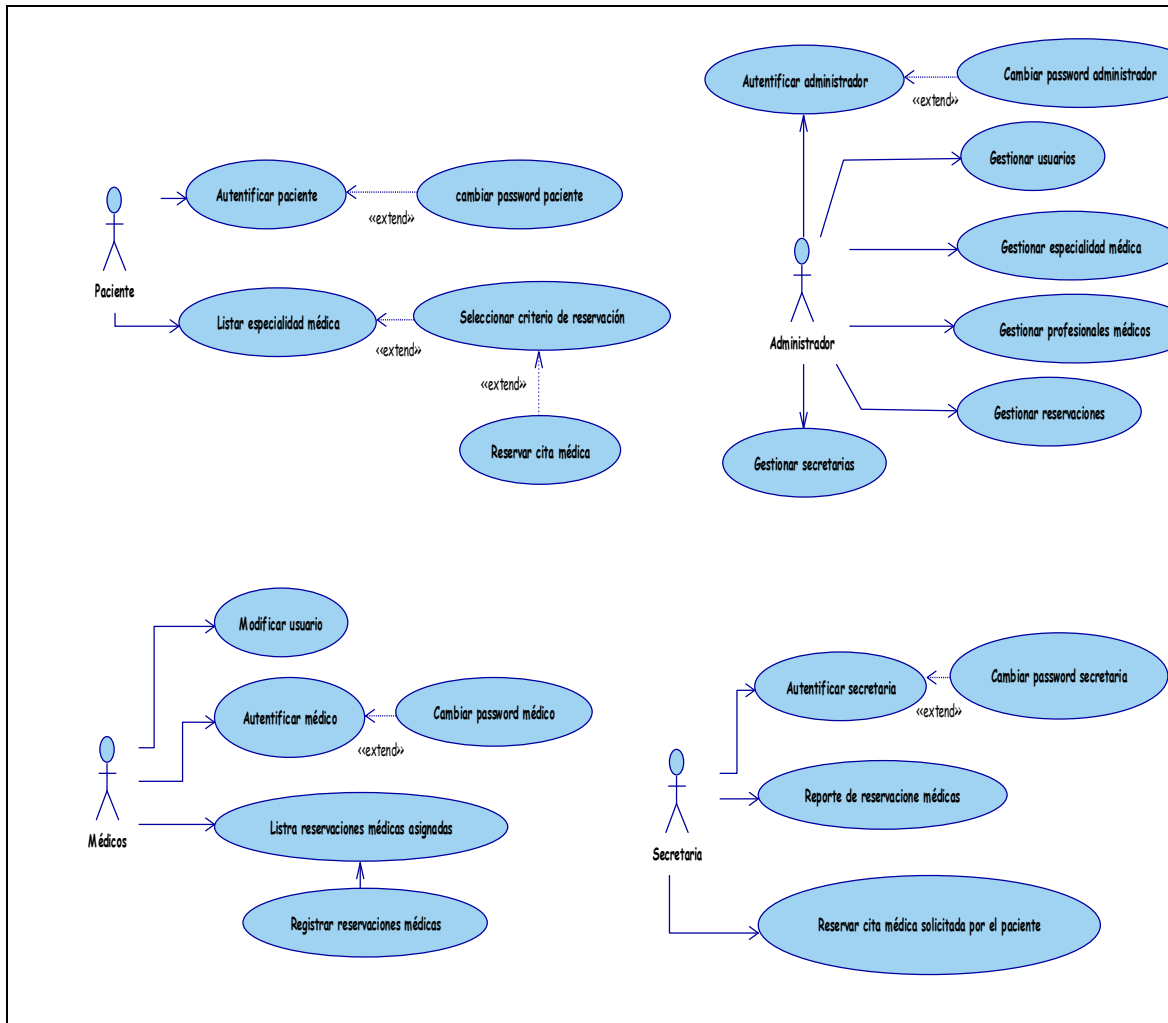 Autentificar administrador
Cambiar password administrador
«extend»
Gestionar usuarios
Autentificar paciente
cambiar password paciente
«extend»
Gestionar especialidad médica
Paciente
Listar especialidad médica
Seleccionar criterio de reservación
«extend»
Gestionar profesionales médicos
Administrador
«extend»
Gestionar reservaciones
Reservar cita médica
Gestionar secretarias
Modificar usuario
Autentificar médico
Cambiar password médico
«extend»
Médicos
Listra reservaciones médicas asignadas
Registrar reservaciones médicas
Autentificar secretaria
Cambiar password secretaria
«extend»
Reporte de reservacione médicas
Secretaria
Reservar cita médica solicitada por el paciente